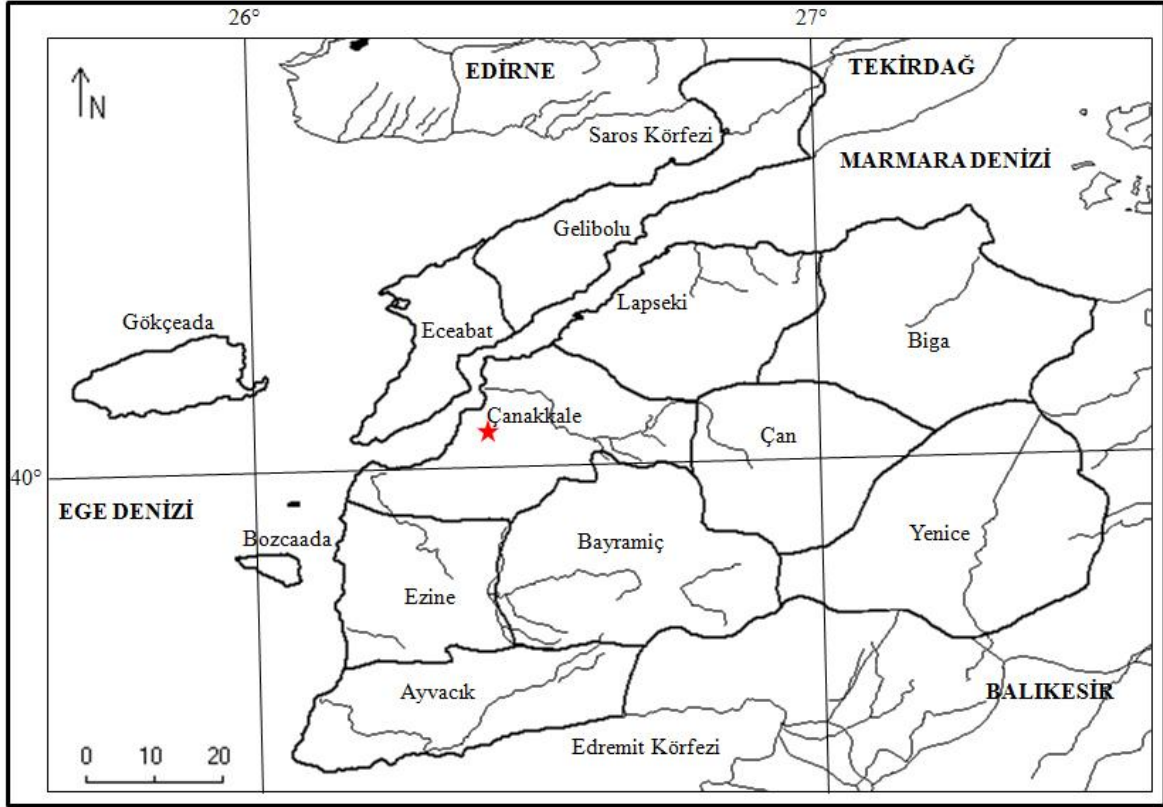 26°
27°
EDİRNE
TEKİRDAĞ
N
Saros Körfezi
MARMARA DENİZİ
Gelibolu
Lapseki
Gökçeada
Eceabat
Biga
Çanakkale
Çan
40°
EGE DENİZİ
Bozcaada
Bayramiç
Yenice
Ezine
Ayvacık
BALIKESİR
Edremit Körfezi
0 10 20